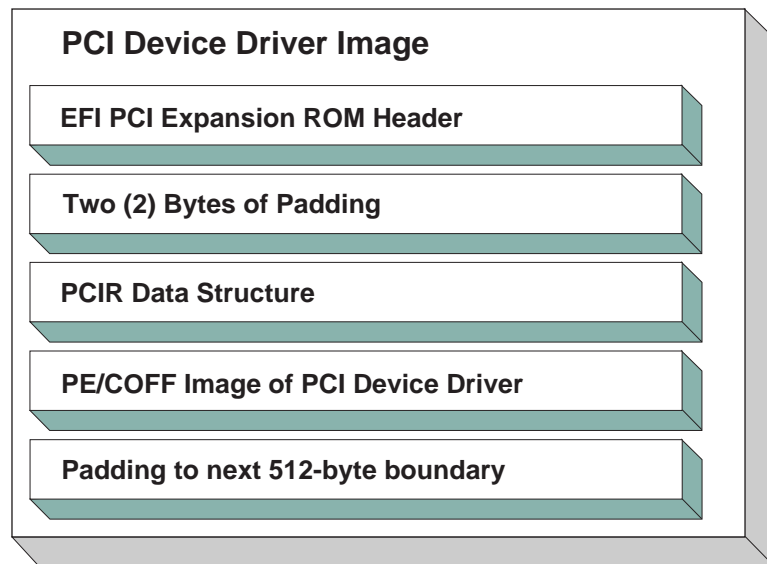 PCI Device Driver Image
EFI PCI Expansion ROM Header
Two (2) Bytes of Padding
PCIR Data Structure
PE/COFF Image of PCI Device Driver
Padding to next 512-byte boundary